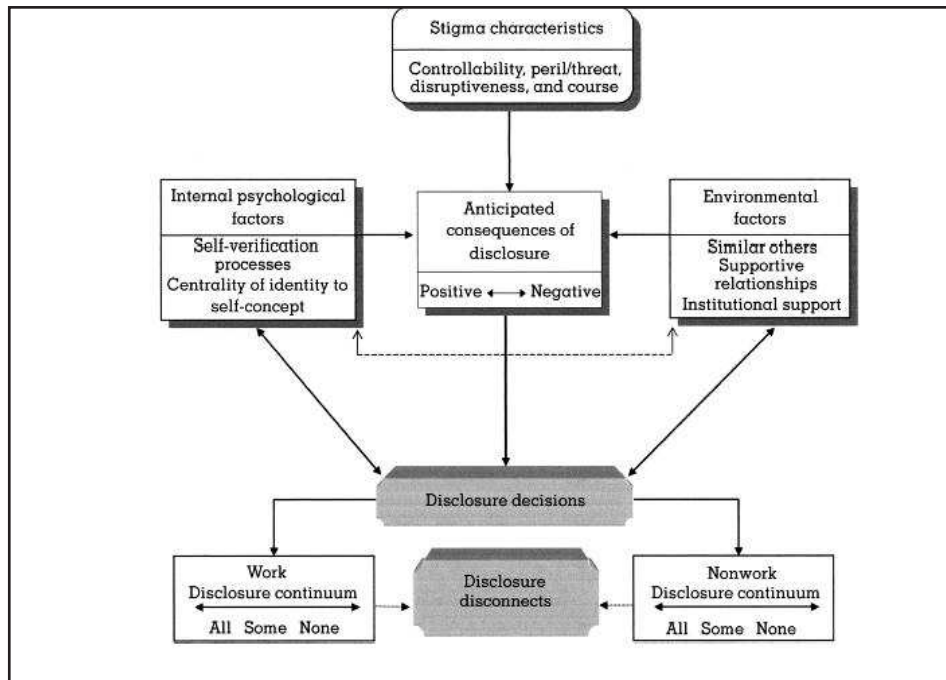 Stigma characteristics
Controllability, peril/threat,
disruptiveness, and course
Internal psychological
factors
Self-verification
processes
Centrality of identity to
self-concept
Anticipated
consequences of
disclosure
Positive Negative
Environmental
factors
Similar others
Supportive
relationships
Institutional support
Disclosure decisions
Work
Disclosure continuum
All Some None
Disclosure
disconnects
Nonwork
Disclosure continuum
All Some None